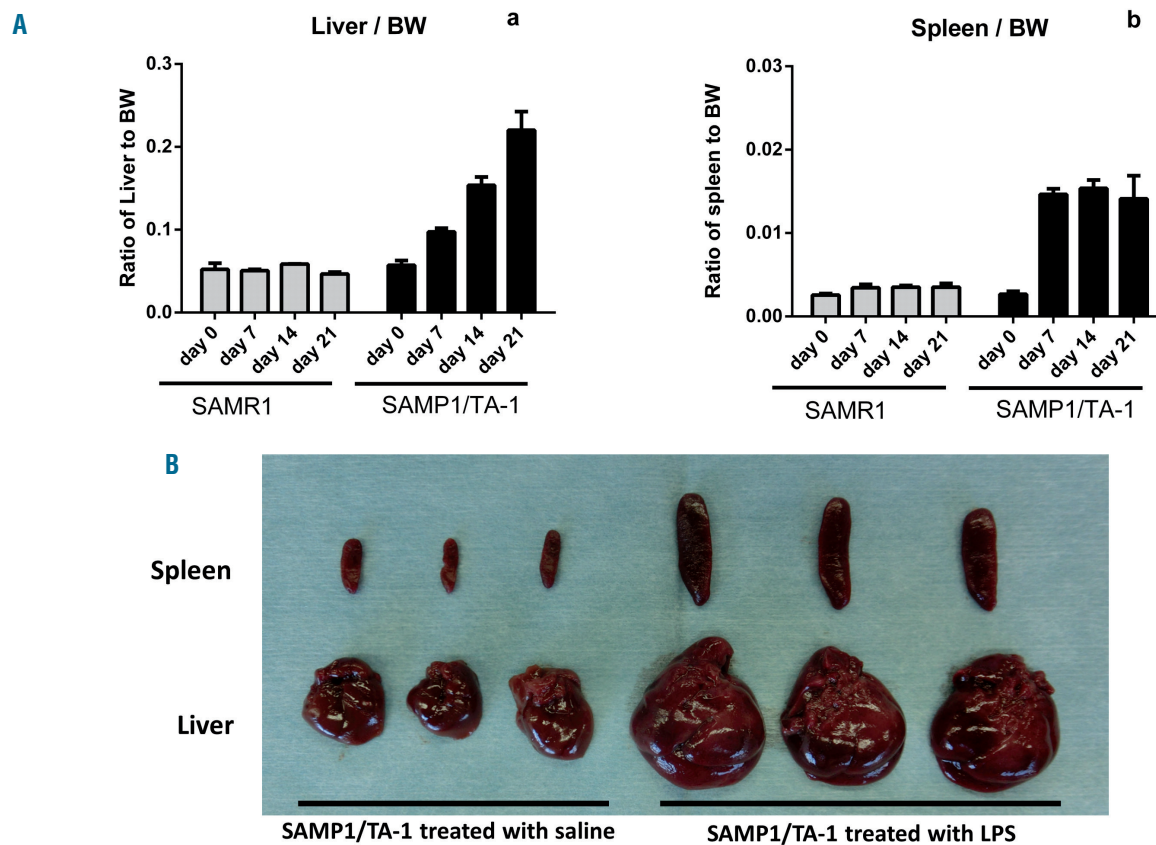 A
Liver / BW
a
Ratio of Liver to BW
0.3
0.2
0.1
0.0
day 0
day 7
day 14
day 21
day 0
day 7
day 14
day 21
SAMR1
SAMP1/TA-1
Spleen / BW
b
Ratio of spleen to BW
0.03
0.02
0.01
0.00
day 0
day 7
day 14
day 21
day 0
day 7
day 14
day 21
SAMR1
SAMP1/TA-1
B
Spleen
Liver
SAMP1/TA-1 treated with saline
SAMP1/TA-1 treated with LPS